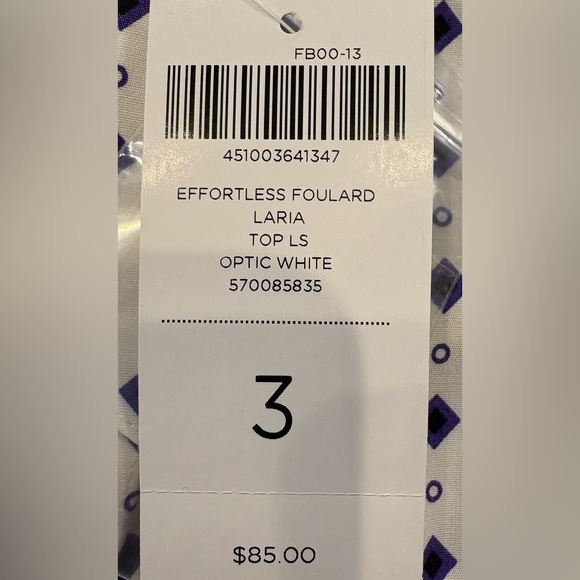 FB00-13
451003641347
EFFORTLESS FOULARD
LARIA
TOP LS
OPTIC WHITE
570085835
3
$85.00